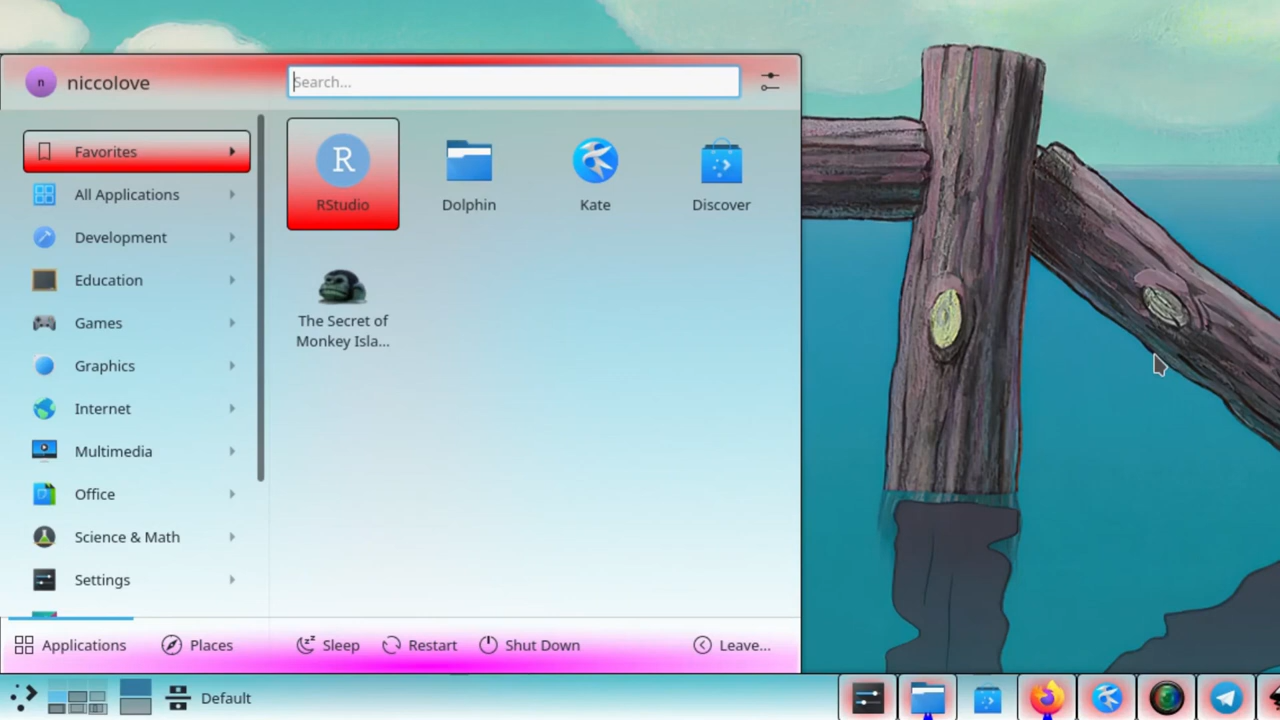 n niccolove
Search...
Favorites
All Applications
Development
Education
Games
Graphics
Internet
Multimedia
Office
Science & Math
Settings
R
RStudio
Dolphin
Kate
Discover
The Secret of
Monkey Isla...
Applications
Places
Sleep
Restart
Shut Down
Leave...
Default